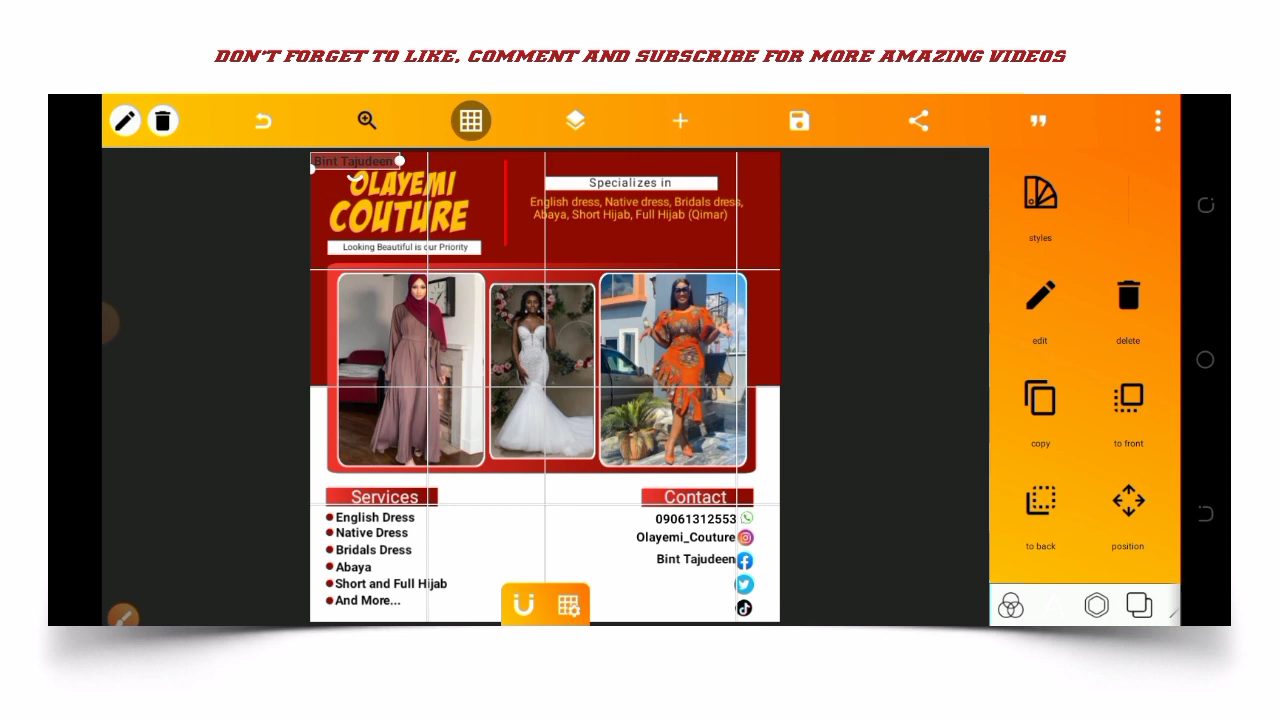 DON'T FORGET TO LIKE, COMMENT AND SUBSCRIBE FOR MORE AMAZING VIDEOS
Bint Tajudeen
OLAYEMI
COUTURE
Looking Beautiful is our Priority
Specializes in
English dress, Native dress, Bridals dress,
Abaya, Short Hijab, Full Hijab (Qimar)
Services
English Dress
Native Dress
Bridals Dress
Abaya
Short and Full Hijab
And More...
Contact
09061312553
Olayemi_Couture
Bint Tajudeen
styles
edit
delete
copy
to front
to back
position